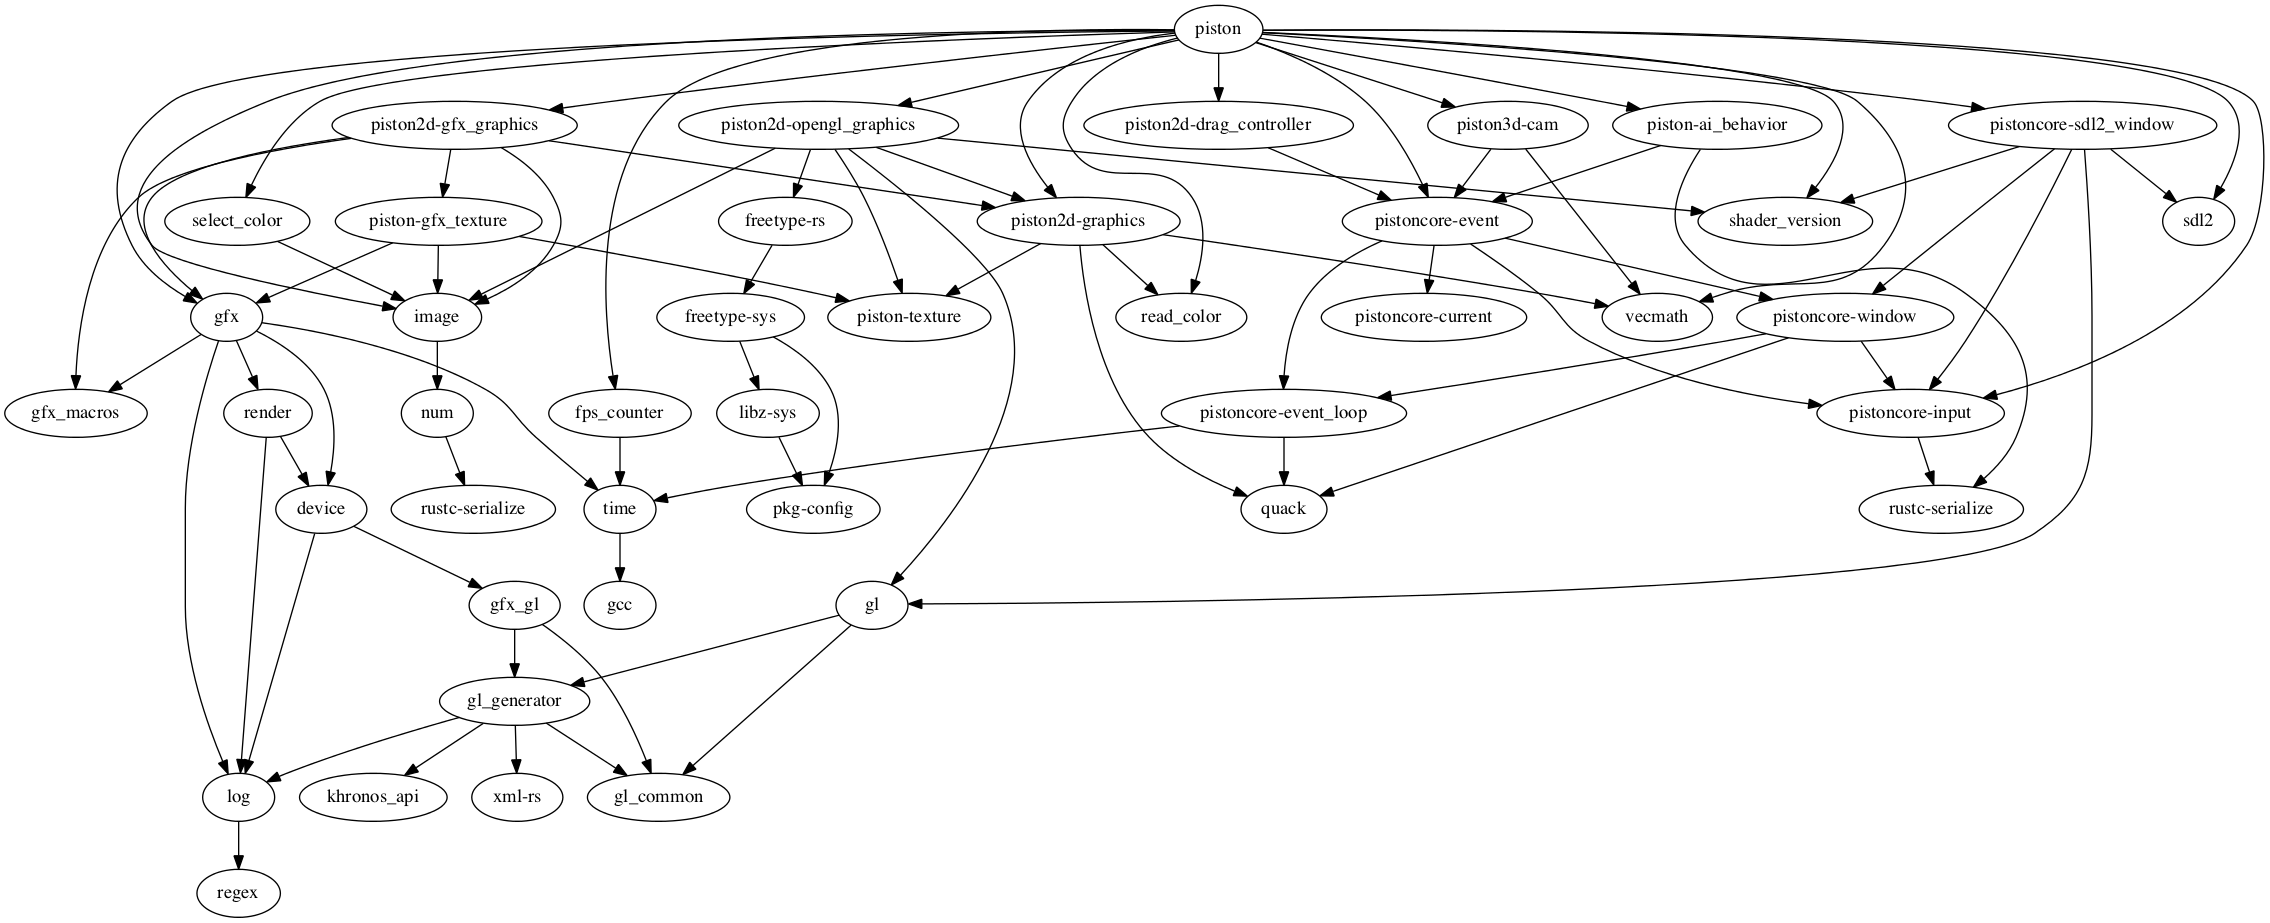 piston
piston2d-gfx_graphics
piston2d-opengl_graphics
piston2d-drag_controller
piston3d-cam
piston-ai_behavior
pistoncore-sdl2_window
select_color
piston-gfx_texture
freetype-rs
piston2d-graphics
pistoncore-event
shader_version
sdl2
gfx
image
freetype-sys
piston-texture
read_color
pistoncore-current
vecmath
pistoncore-window
gfx_macros
render
num
fps_counter
libz-sys
pistoncore-event_loop
pistoncore-input
device
rustc-serialize
time
pkg-config
quack
rustc-serialize
gfx_gl
gcc
gl
gl_generator
log
khronos_api
xml-rs
gl_common
regex